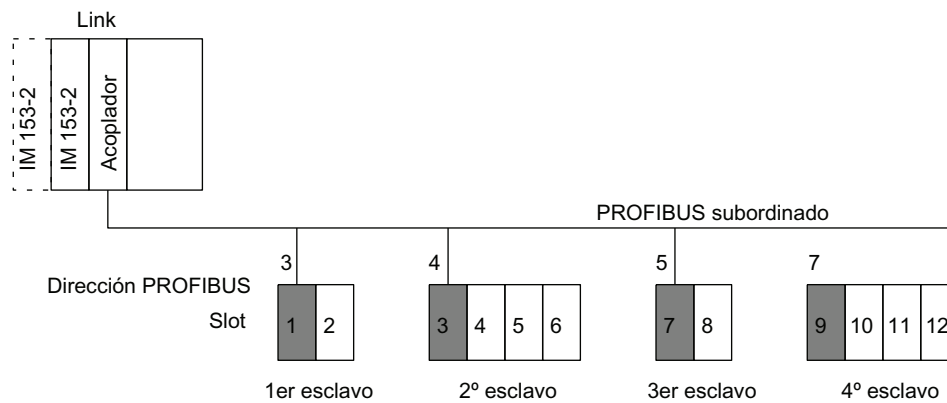 Link
IM 153-2
IM 153-2
Acoplador
PROFIBUS subordinado
3 4 5 7
Dirección PROFIBUS
Slot 1 2 3 4 5 6 7 8 9 10 11 12
1er esclavo 2º esclavo 3er esclavo 4º esclavo